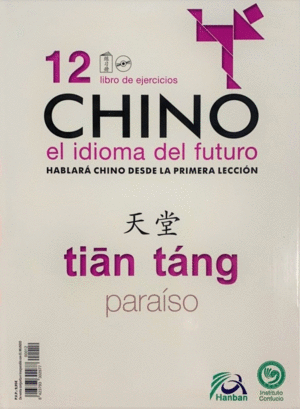 12
libro de ejercicios
CHINO
el idioma del futuro
HABLARÁ CHINO DESDE LA PRIMERA LECCIÓN
天堂
tiān táng
paraíso
Hanban
Instituto
Confucio